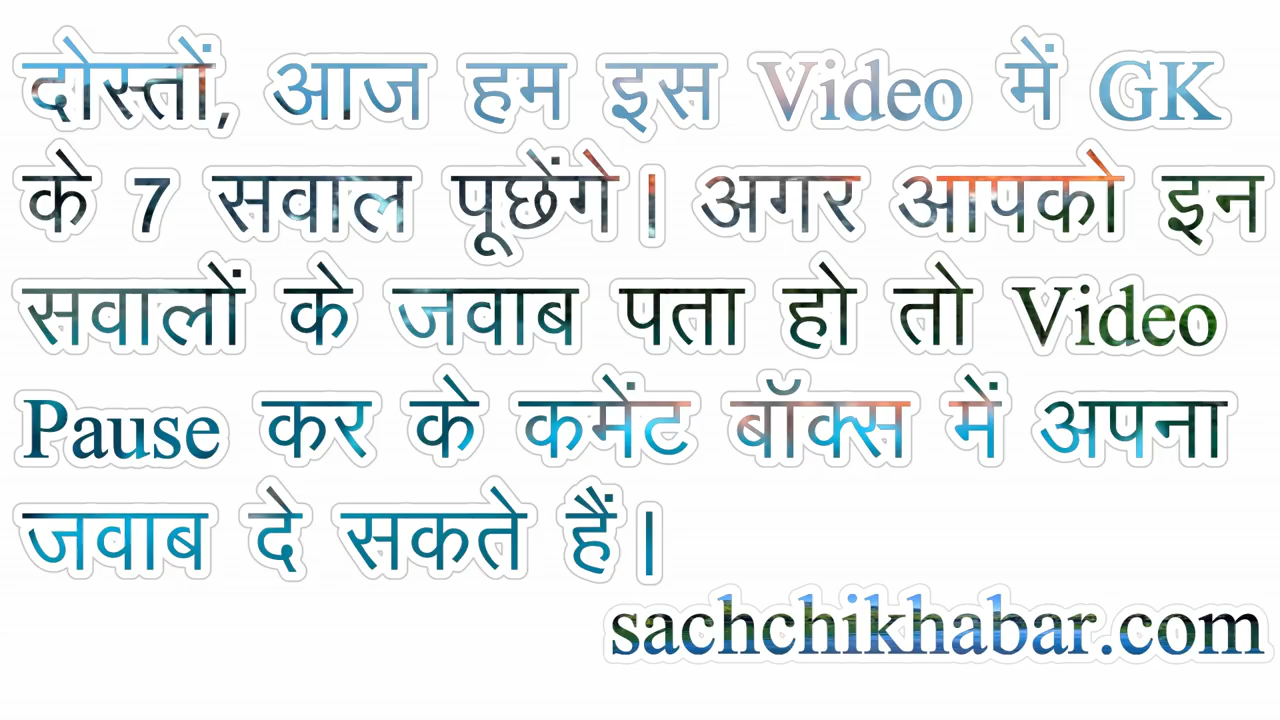 दोस्तों, आज हम इस Video में GK
के 7 सवाल पूछेंगे। अगर आपको इन
सवालों के जवाब पता हो तो Video
Pause कर के कमेंट बॉक्स में अपना
जवाब दे सकते हैं।
sachchikhabar.com